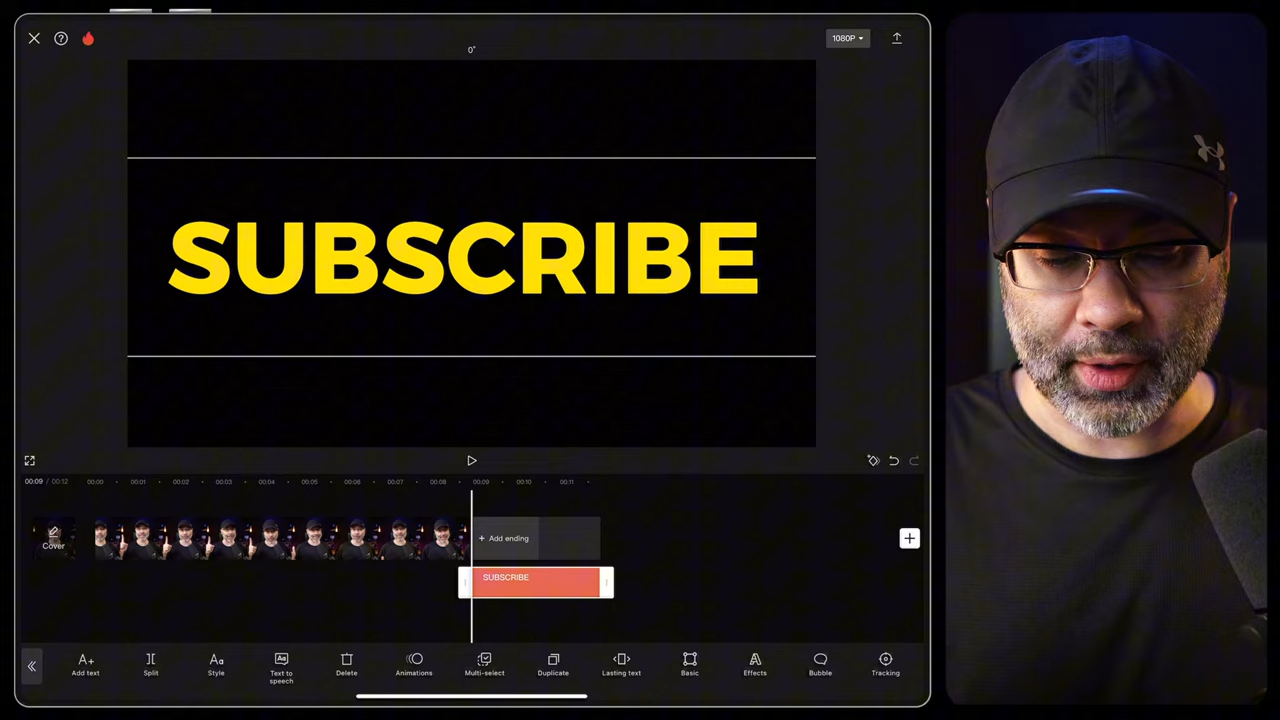 0°
1080P
SUBSCRIBE
00:09 / 00:12 00:00 00:01 00:02 00:03 00:04 00:05 00:06 00:07 00:08 00:09 00:10 00:11
Cover
+ Add ending
SUBSCRIBE
Add text
Split
Style
Text to
speech
Delete
Animations
Multi-select
Duplicate
Lasting text
Basic
Effects
Bubble
Tracking